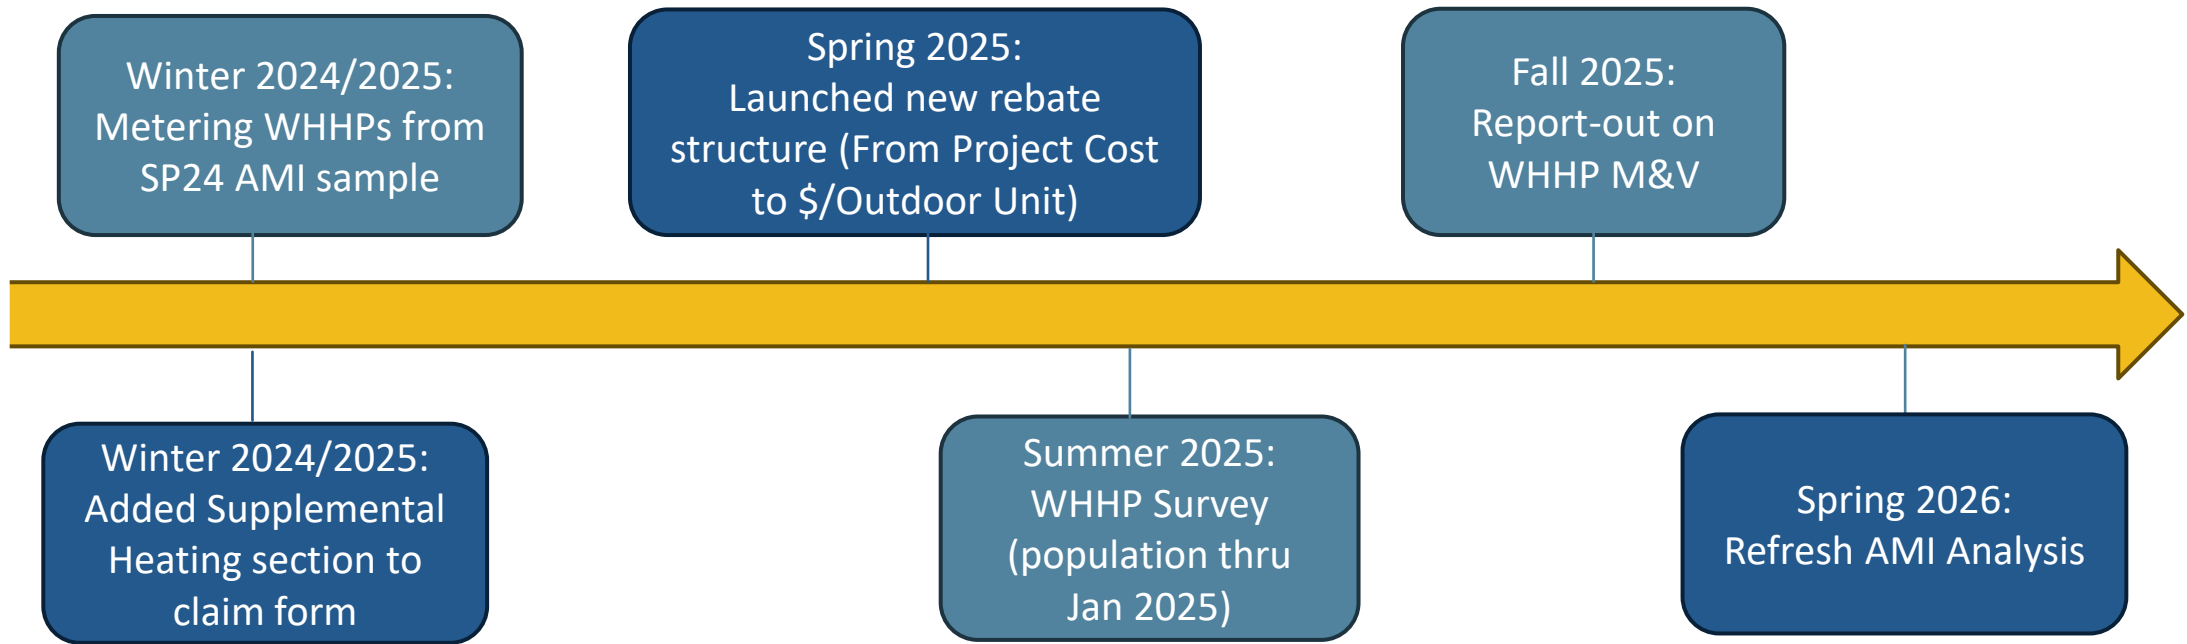 Winter 2024/2025:
Metering WHHPs from
SP24 AMI sample
Spring 2025:
Launched new rebate
structure (From Project Cost
to $/Outdoor Unit)
Fall 2025:
Report-out on
WHHP M&V
Winter 2024/2025:
Added Supplemental
Heating section to
claim form
Summer 2025:
WHHP Survey
(population thru
Jan 2025)
Spring 2026:
Refresh AMI Analysis